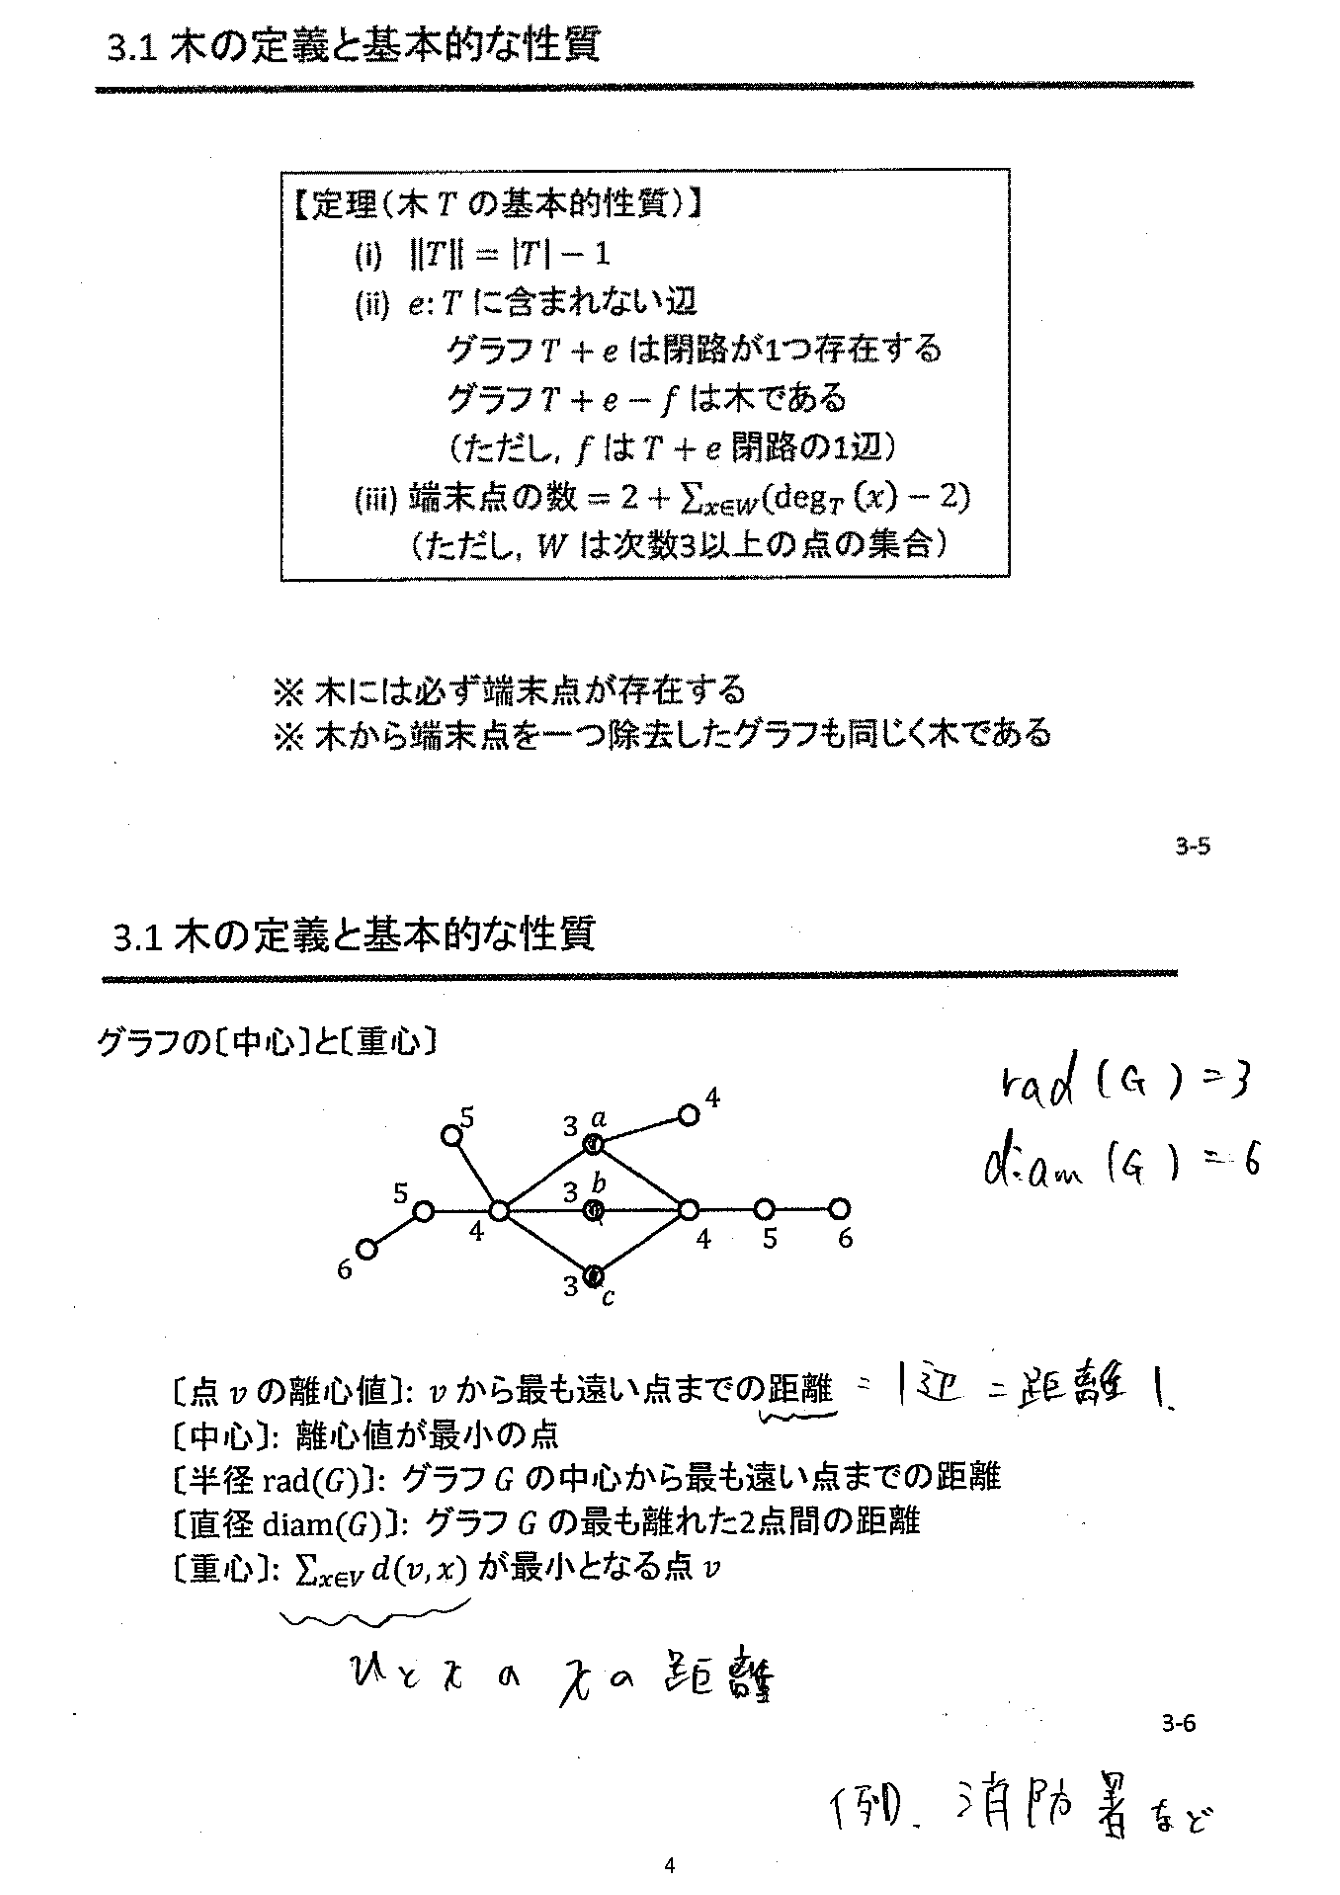 3.1 木の定義と基本的な性質
【定理(木 T の基本的性質)】
(i) ‖T‖ = |T| − 1
(ii) e: T に含まれない辺
グラフ T + e は閉路が1つ存在する
グラフ T + e − f は木である
(ただし, f は T + e 閉路の1辺)
(iii) 端末点の数 = 2 + ∑x∈W(degT (x) − 2)
(ただし, W は次数3以上の点の集合)
※ 木には必ず端末点が存在する
※ 木から端末点を一つ除去したグラフも同じく木である
3-5
3.1 木の定義と基本的な性質
グラフの〔中心〕と〔重心〕
rad (G) = 3
diam (G) = 6
5 3 a 4
5 4 3 b 4 5 6
6 3 c
〔点 v の離心値〕: v から最も遠い点までの距離 = 1辺 = 距離 1.
〔中心〕: 離心値が最小の点
〔半径 rad(G)〕: グラフ G の中心から最も遠い点までの距離
〔直径 diam(G)〕: グラフ G の最も離れた2点間の距離
〔重心〕: ∑x∈V d(v, x) が最小となる点 v
と x の x の 距離
3-6
例. 消防署 など
4